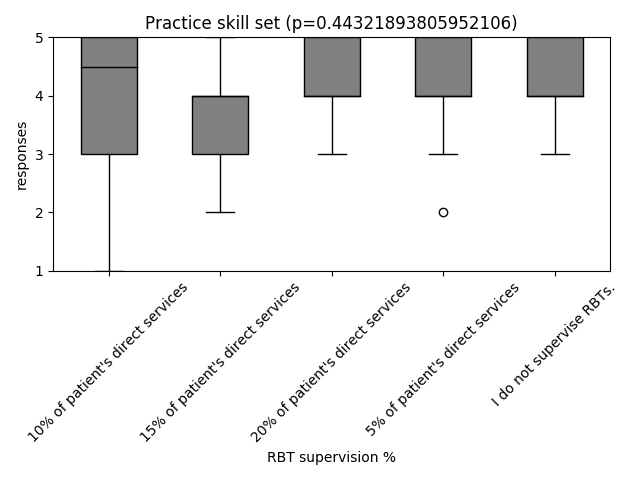 Practice skill set (p=0.44321893805952106)
responses
5
4
3
2
1
10% of patient's direct services
15% of patient's direct services
20% of patient's direct services
5% of patient's direct services
I do not supervise RBTs.
RBT supervision %